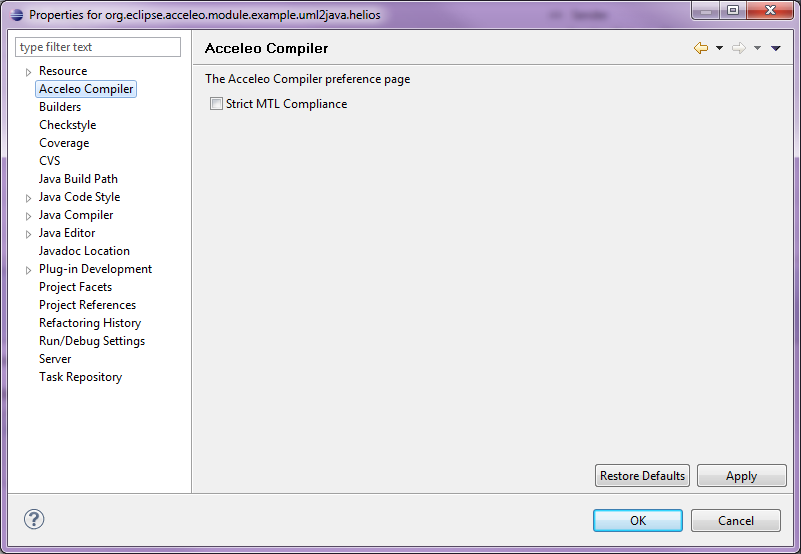 Properties for org.eclipse.acceleo.module.example.uml2java.helios
type filter text
Resource
Acceleo Compiler
Builders
Checkstyle
Coverage
CVS
Java Build Path
Java Code Style
Java Compiler
Java Editor
Javadoc Location
Plug-in Development
Project Facets
Project References
Refactoring History
Run/Debug Settings
Server
Task Repository
Acceleo Compiler
The Acceleo Compiler preference page
Strict MTL Compliance
Restore Defaults
Apply
OK
Cancel